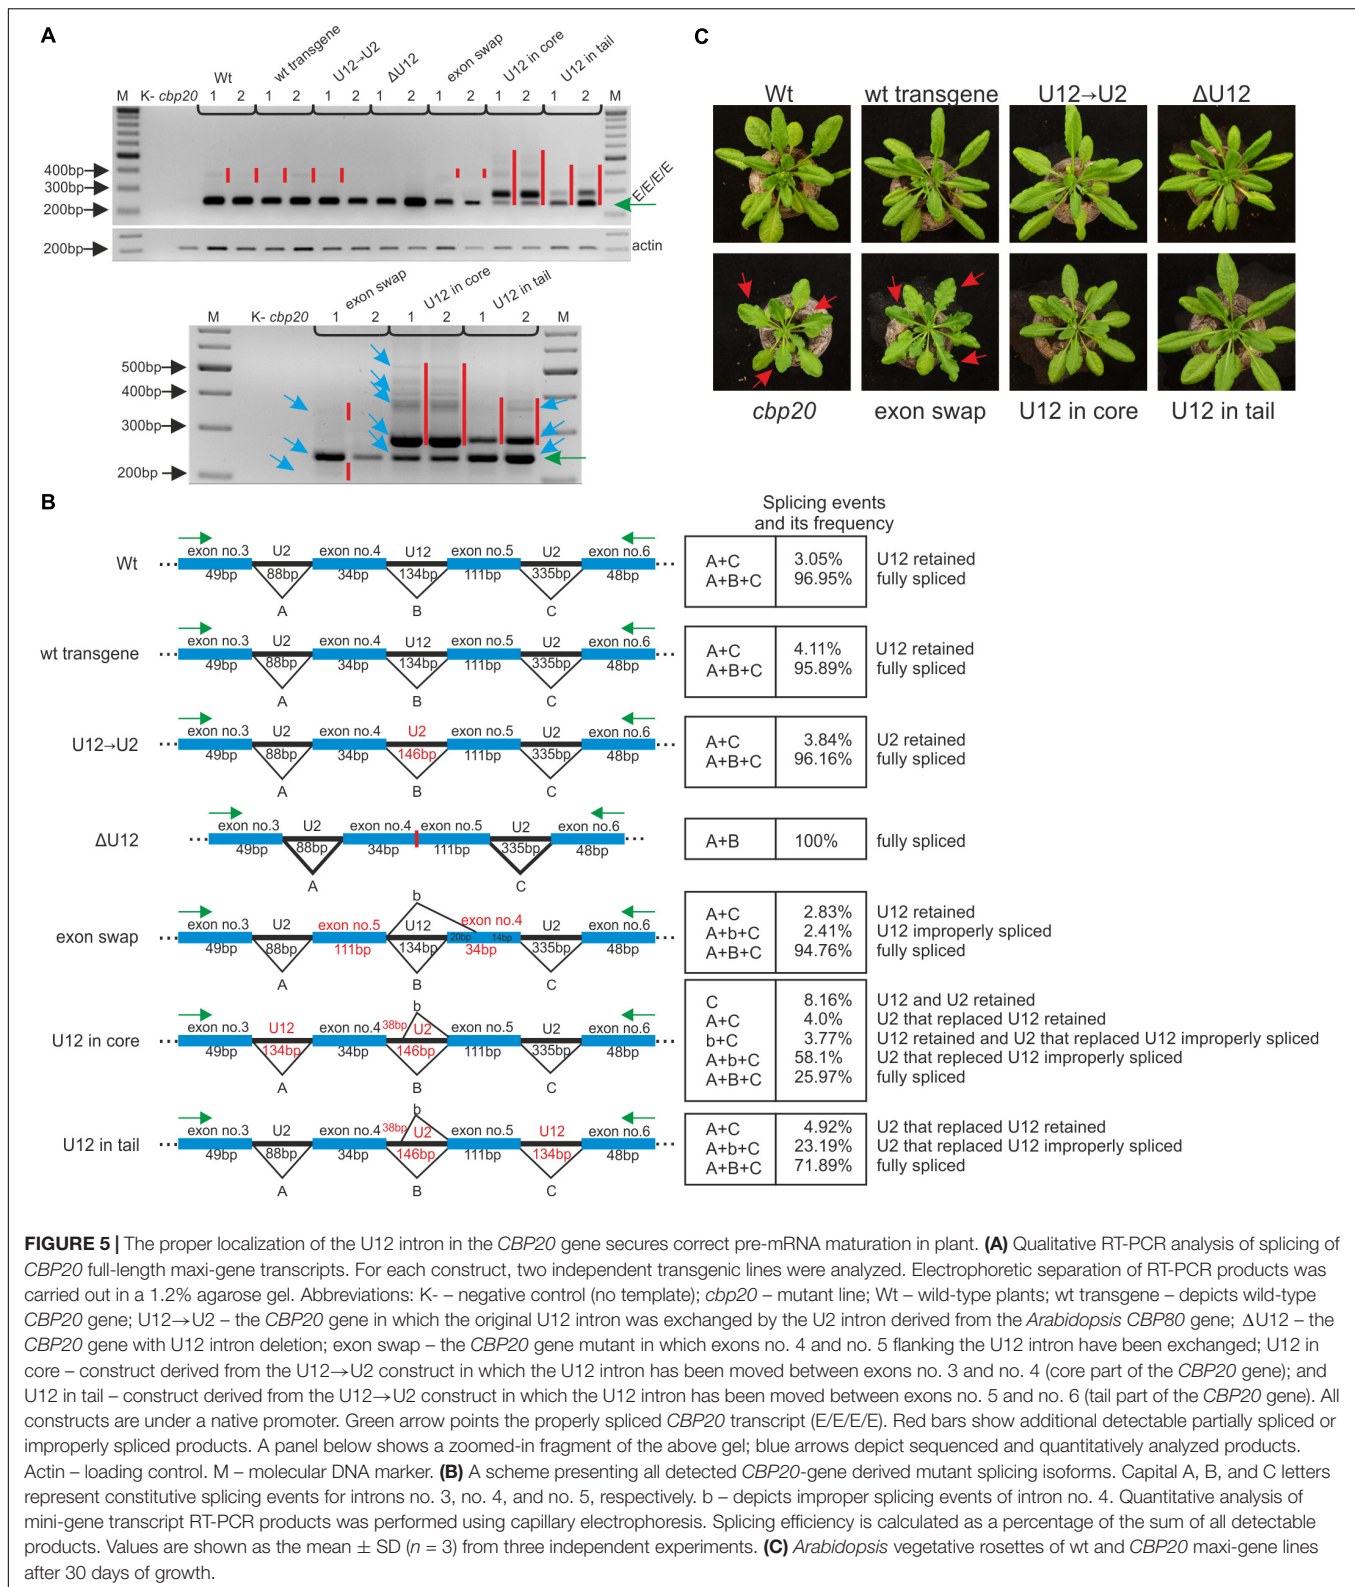 A
Wt
wt transgene
U12→U2
ΔU12
exon swap
U12 in core
U12 in tail
M K- cbp20 1 2 1 2 1 2 1 2 1 2 1 2 1 2 M
400bp
300bp
200bp
E/E/E/E
200bp
actin
exon swap
U12 in core
U12 in tail
M K- cbp20 1 2 1 2 1 2 M
500bp
400bp
300bp
200bp
C
Wt wt transgene U12→U2 ΔU12
cbp20 exon swap U12 in core U12 in tail
B
Splicing events
and its frequency
Wt
exon no.3 U2 exon no.4 U12 exon no.5 U2 exon no.6
49bp 88bp 34bp 134bp 111bp 335bp 48bp
A B C
A+C 3.05% U12 retained
A+B+C 96.95% fully spliced
wt transgene
exon no.3 U2 exon no.4 U12 exon no.5 U2 exon no.6
49bp 88bp 34bp 134bp 111bp 335bp 48bp
A B C
A+C 4.11% U12 retained
A+B+C 95.89% fully spliced
U12→U2
exon no.3 U2 exon no.4 U2 exon no.5 U2 exon no.6
49bp 88bp 34bp 146bp 111bp 335bp 48bp
A B C
A+C 3.84% U2 retained
A+B+C 96.16% fully spliced
ΔU12
exon no.3 U2 exon no.4 exon no.5 U2 exon no.6
49bp 88bp 34bp 111bp 335bp 48bp
A C
A+B 100% fully spliced
exon swap
b
exon no.3 U2 exon no.5 U12 exon no.4 U2 exon no.6
20bp 14bp
49bp 88bp 111bp 134bp 34bp 335bp 48bp
A B C
A+C 2.83% U12 retained
A+b+C 2.41% U12 improperly spliced
A+B+C 94.76% fully spliced
U12 in core
b
exon no.3 U12 exon no.4 38bp U2 exon no.5 U2 exon no.6
49bp 134bp 34bp 146bp 111bp 335bp 48bp
A B C
C 8.16% U12 and U2 retained
A+C 4.0% U2 that replaced U12 retained
b+C 3.77% U12 retained and U2 that replaced U12 improperly spliced
A+b+C 58.1% U2 that repleced U12 improperly spliced
A+B+C 25.97% fully spliced
U12 in tail
b
exon no.3 U2 exon no.4 38bp U2 exon no.5 U12 exon no.6
49bp 88bp 34bp 146bp 111bp 134bp 48bp
A B C
A+C 4.92% U2 that replaced U12 retained
A+b+C 23.19% U2 that replaced U12 improperly spliced
A+B+C 71.89% fully spliced
FIGURE 5 | The proper localization of the U12 intron in the CBP20 gene secures correct pre-mRNA maturation in plant. (A) Qualitative RT-PCR analysis of splicing of
CBP20 full-length maxi-gene transcripts. For each construct, two independent transgenic lines were analyzed. Electrophoretic separation of RT-PCR products was
carried out in a 1.2% agarose gel. Abbreviations: K- – negative control (no template); cbp20 – mutant line; Wt – wild-type plants; wt transgene – depicts wild-type
CBP20 gene; U12→U2 – the CBP20 gene in which the original U12 intron was exchanged by the U2 intron derived from the Arabidopsis CBP80 gene; ΔU12 – the
CBP20 gene with U12 intron deletion; exon swap – the CBP20 gene mutant in which exons no. 4 and no. 5 flanking the U12 intron have been exchanged; U12 in
core – construct derived from the U12→U2 construct in which the U12 intron has been moved between exons no. 3 and no. 4 (core part of the CBP20 gene); and
U12 in tail – construct derived from the U12→U2 construct in which the U12 intron has been moved between exons no. 5 and no. 6 (tail part of the CBP20 gene). All
constructs are under a native promoter. Green arrow points the properly spliced CBP20 transcript (E/E/E/E). Red bars show additional detectable partially spliced or
improperly spliced products. A panel below shows a zoomed-in fragment of the above gel; blue arrows depict sequenced and quantitatively analyzed products.
Actin – loading control. M – molecular DNA marker. (B) A scheme presenting all detected CBP20-gene derived mutant splicing isoforms. Capital A, B, and C letters
represent constitutive splicing events for introns no. 3, no. 4, and no. 5, respectively. b – depicts improper splicing events of intron no. 4. Quantitative analysis of
mini-gene transcript RT-PCR products was performed using capillary electrophoresis. Splicing efficiency is calculated as a percentage of the sum of all detectable
products. Values are shown as the mean ± SD (n = 3) from three independent experiments. (C) Arabidopsis vegetative rosettes of wt and CBP20 maxi-gene lines
after 30 days of growth.